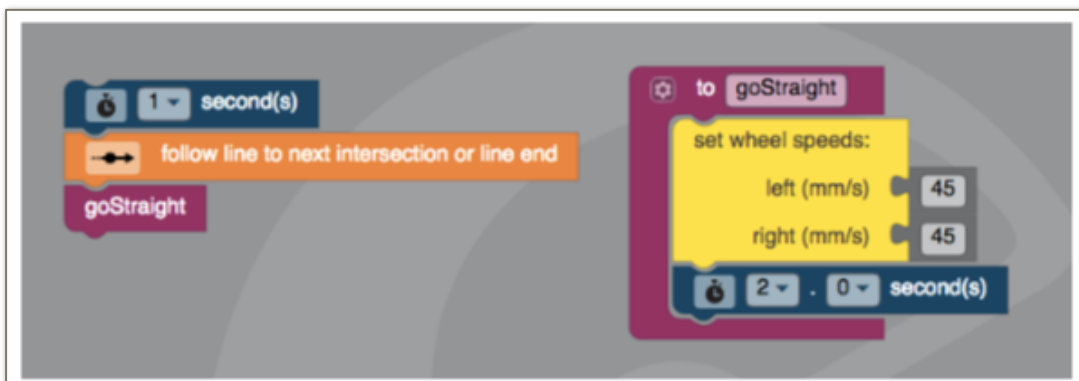 1 second(s)
follow line to next intersection or line end
goStraight
to goStraight
set wheel speeds:
left (mm/s) 45
right (mm/s) 45
2 . 0 second(s)